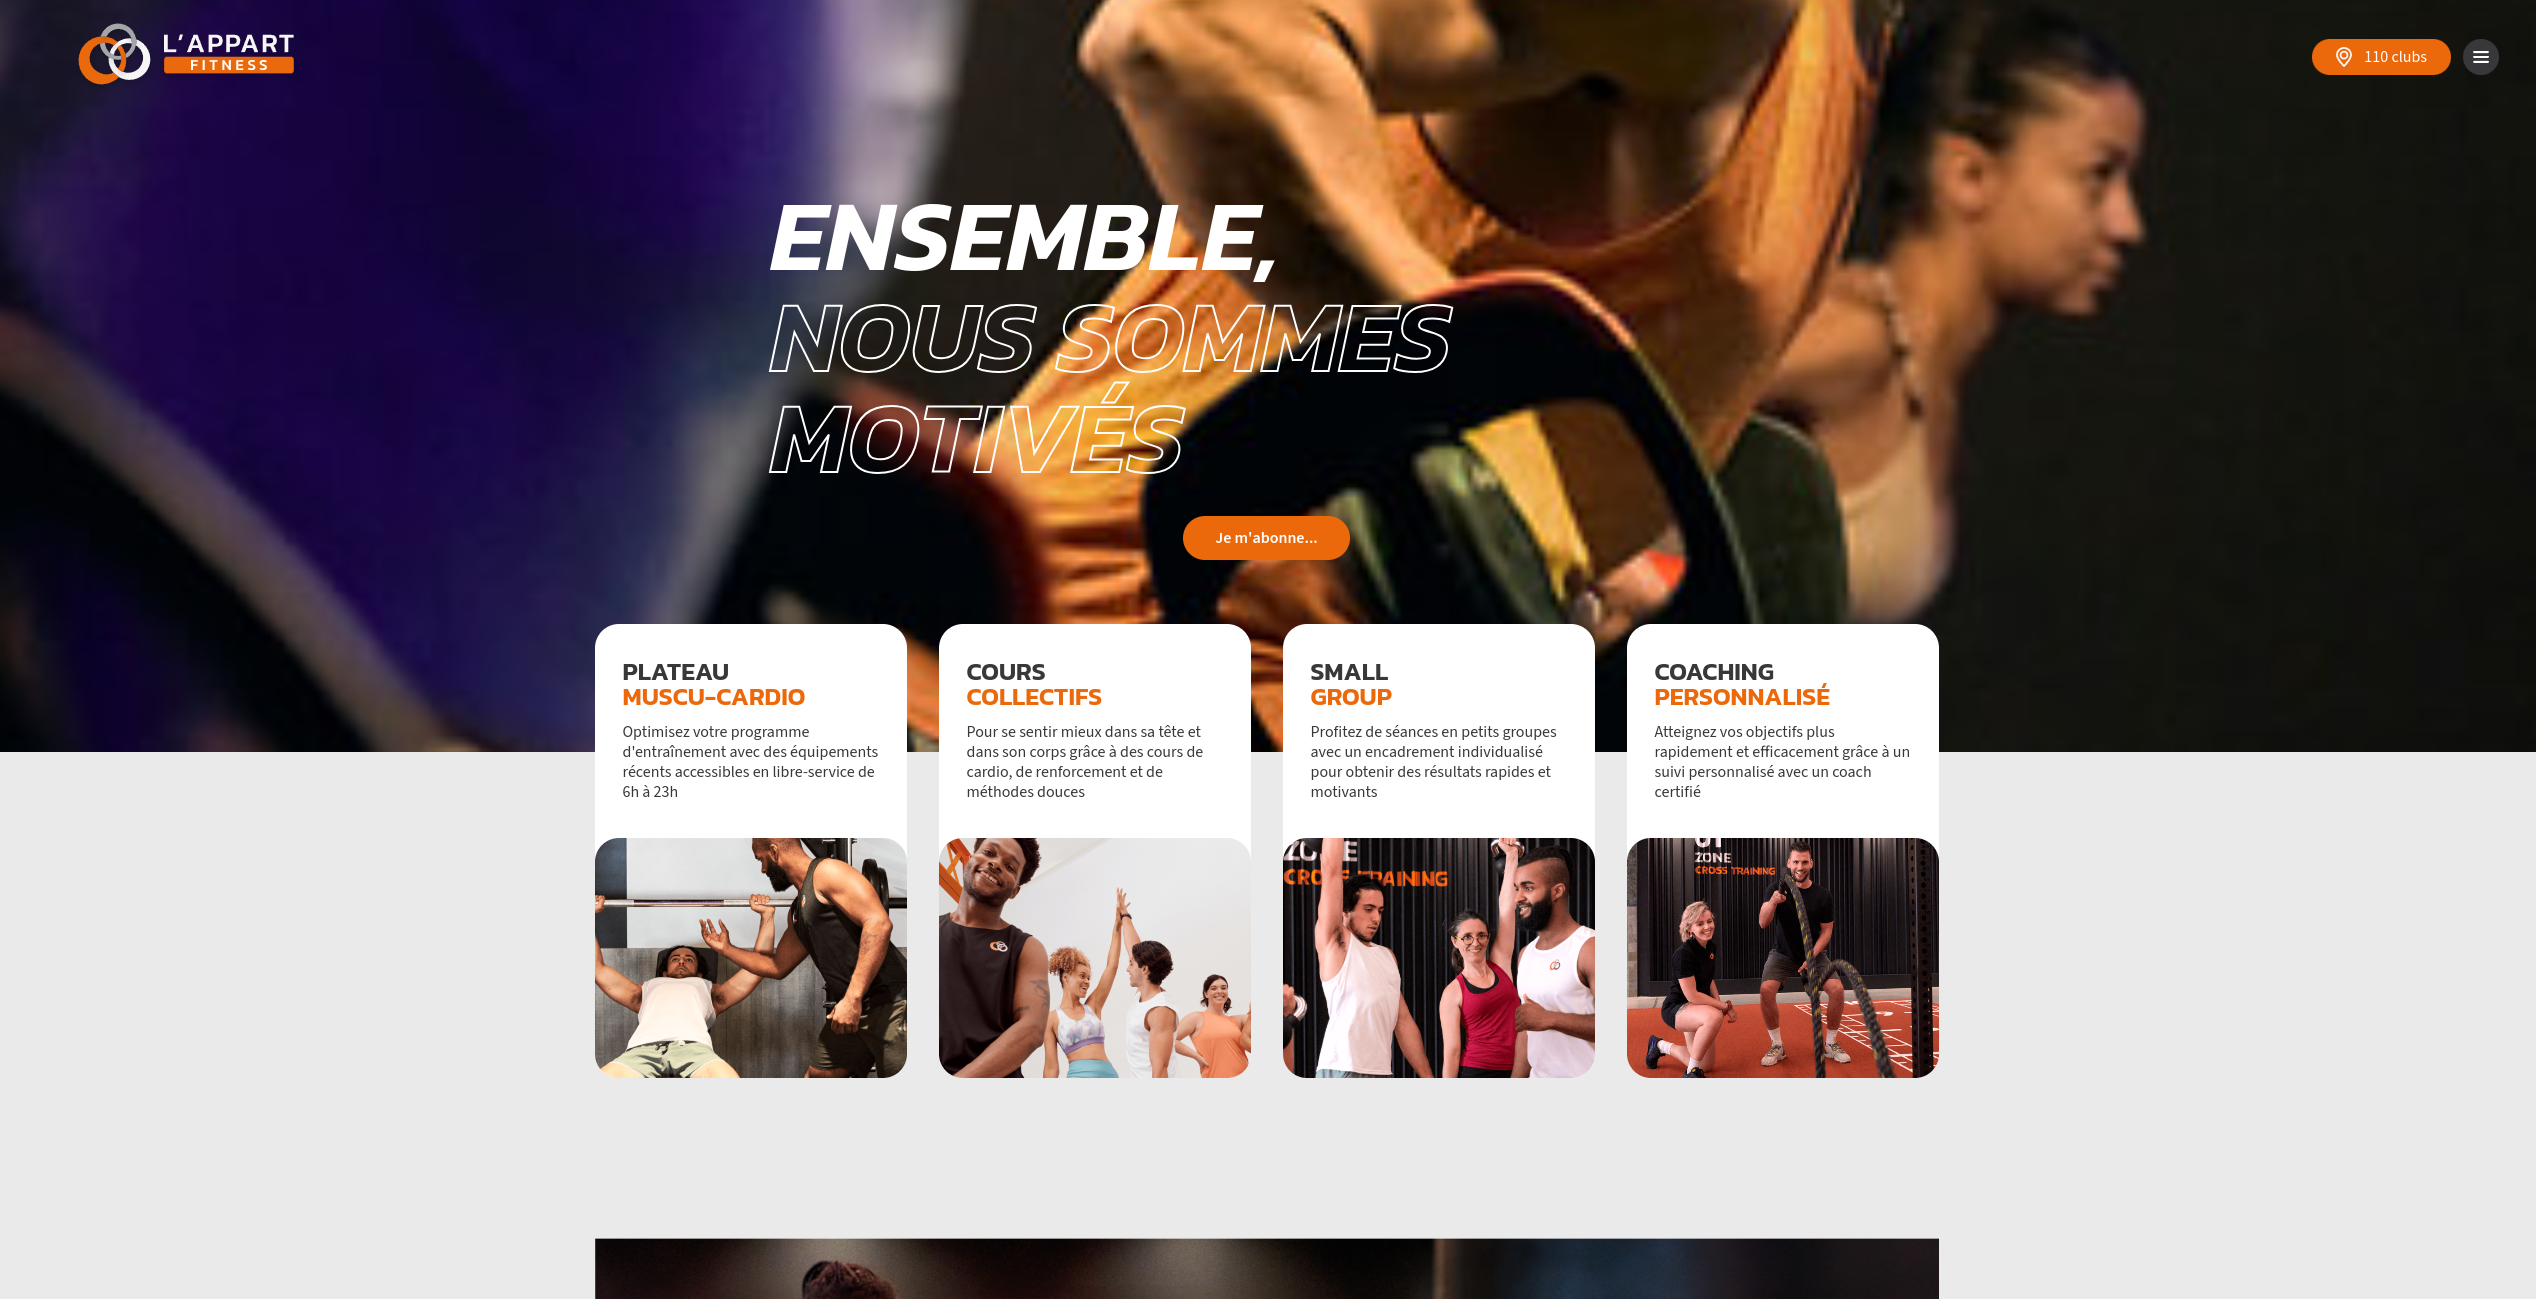 L'APPART
FITNESS
110 clubs
ENSEMBLE,
NOUS SOMMES
MOTIVÉS
Je m'abonne...
PLATEAU
MUSCU-CARDIO
Optimisez votre programme
d'entraînement avec des équipements
récents accessibles en libre-service de
6h à 23h
COURS
COLLECTIFS
Pour se sentir mieux dans sa tête et
dans son corps grâce à des cours de
cardio, de renforcement et de
méthodes douces
SMALL
GROUP
Profitez de séances en petits groupes
avec un encadrement individualisé
pour obtenir des résultats rapides et
motivants
COACHING
PERSONNALISÉ
Atteignez vos objectifs plus
rapidement et efficacement grâce à un
suivi personnalisé avec un coach
certifié
ZONE
CROSS TRAINING
ZONE
CROSS TRAINING